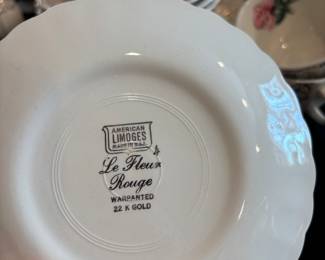 AMERICAN
LIMOGES
MADE IN U.S.A.
Le Fleur
Rouge
WARRANTED
22 K GOLD